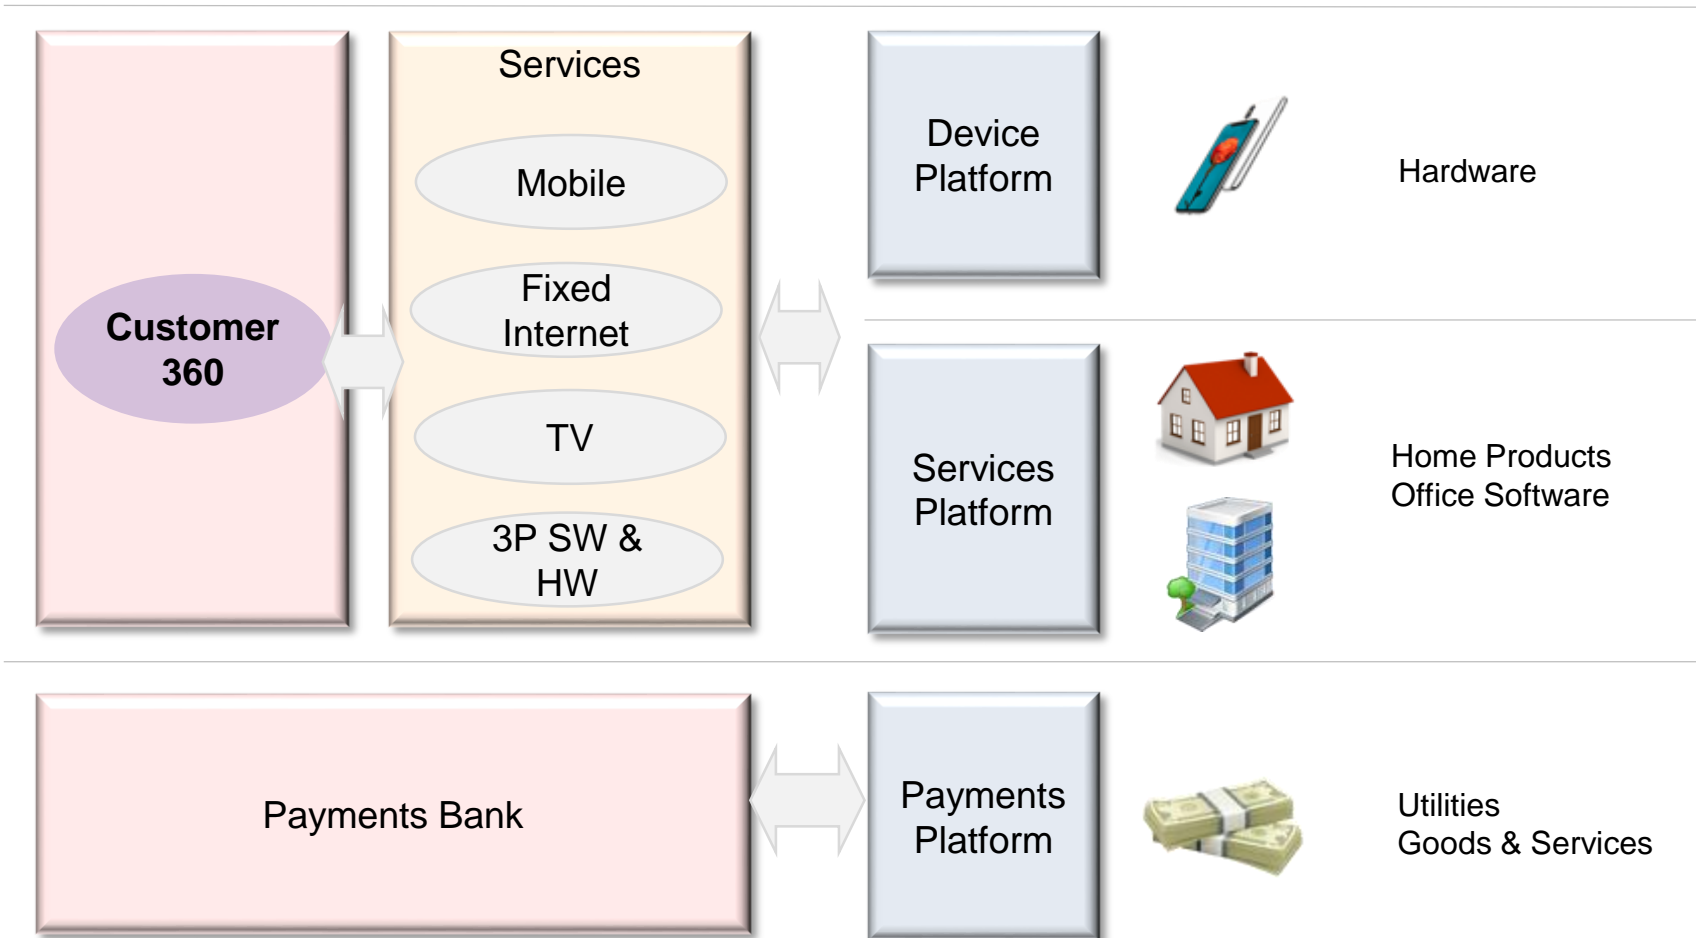 Services
Mobile
Fixed
Internet
TV
3P SW &
HW
Customer
360
Device
Platform
Hardware
Services
Platform
Home Products
Office Software
Payments Bank
Payments
Platform
Utilities
Goods & Services